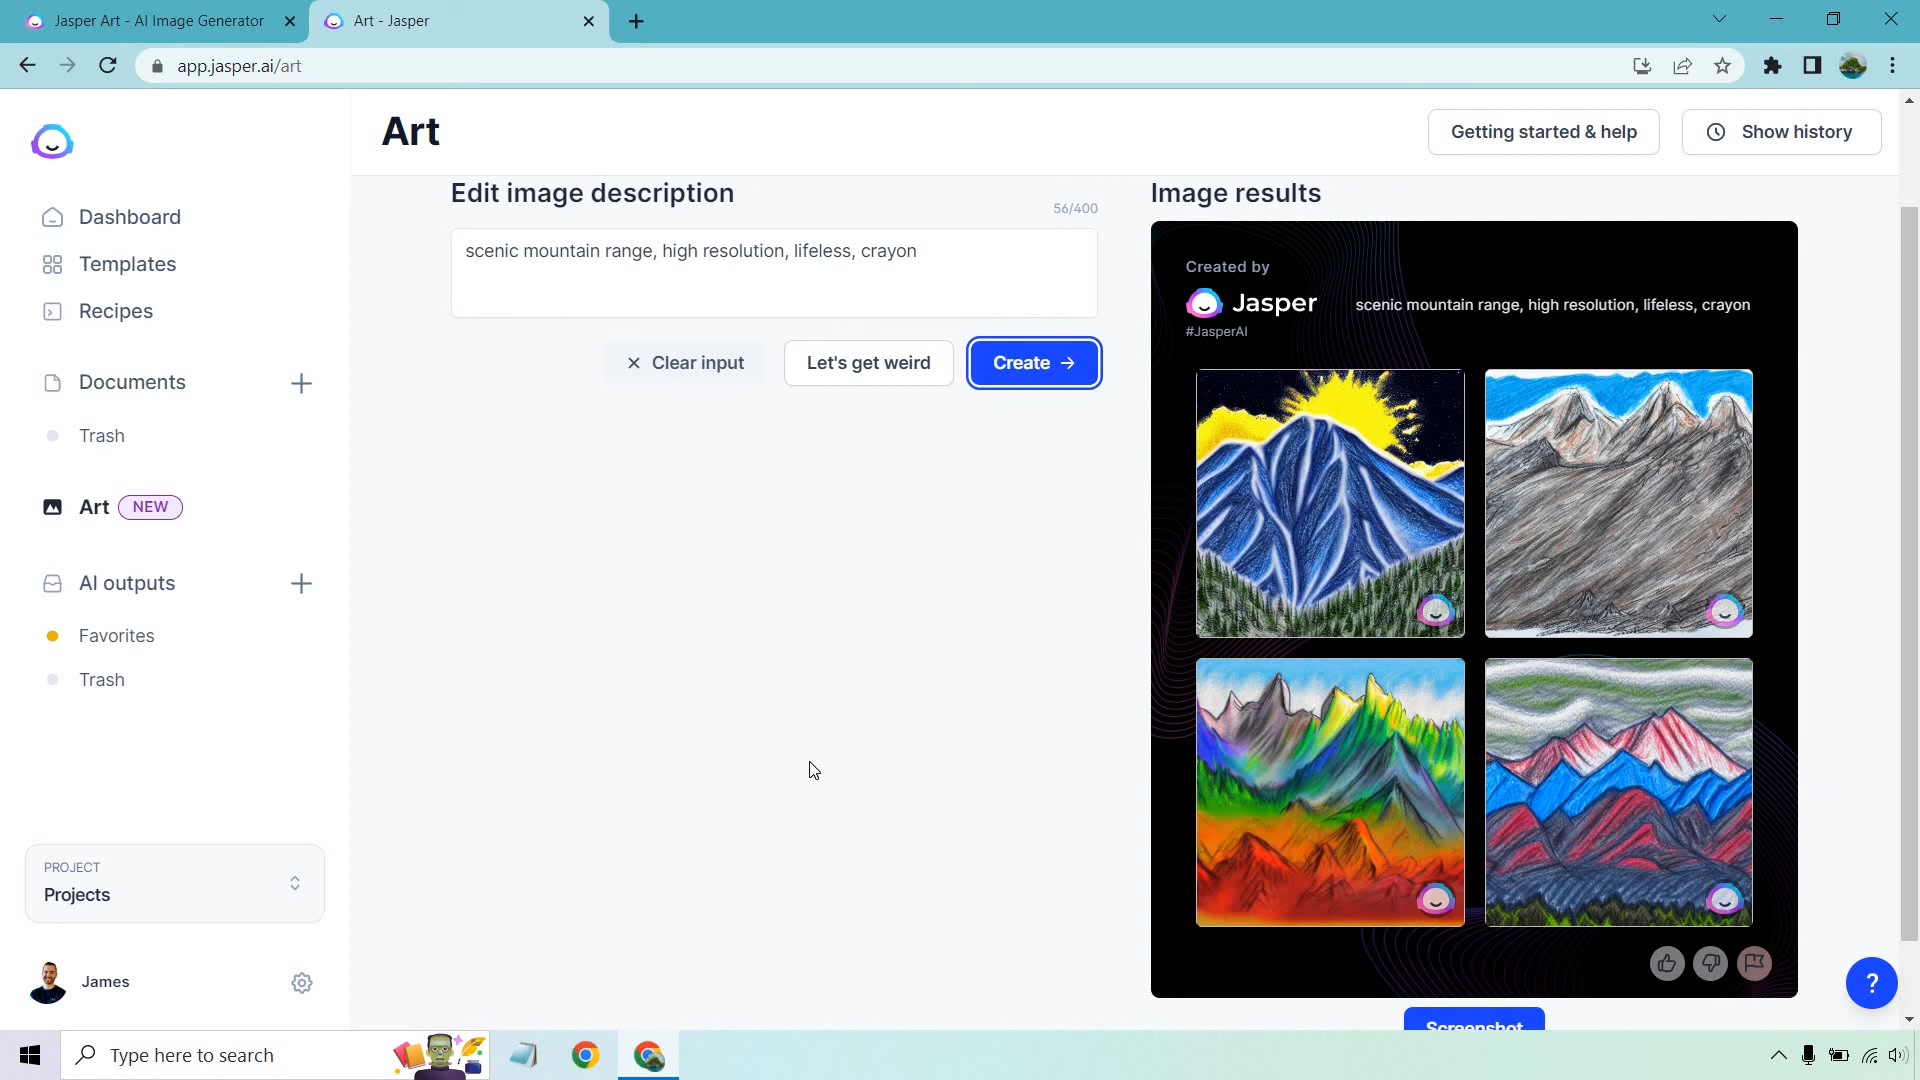 Jasper Art - AI Image Generator
Art - Jasper
app.jasper.ai/art
Art
Getting started & help
Show history
Dashboard
Templates
Recipes
Documents
Trash
Art NEW
AI outputs
Favorites
Trash
PROJECT
Projects
James
Edit image description
56/400
scenic mountain range, high resolution, lifeless, crayon
Clear input
Let's get weird
Create
Image results
Created by
Jasper
#JasperAI
scenic mountain range, high resolution, lifeless, crayon
Screenshot
?
Type here to search